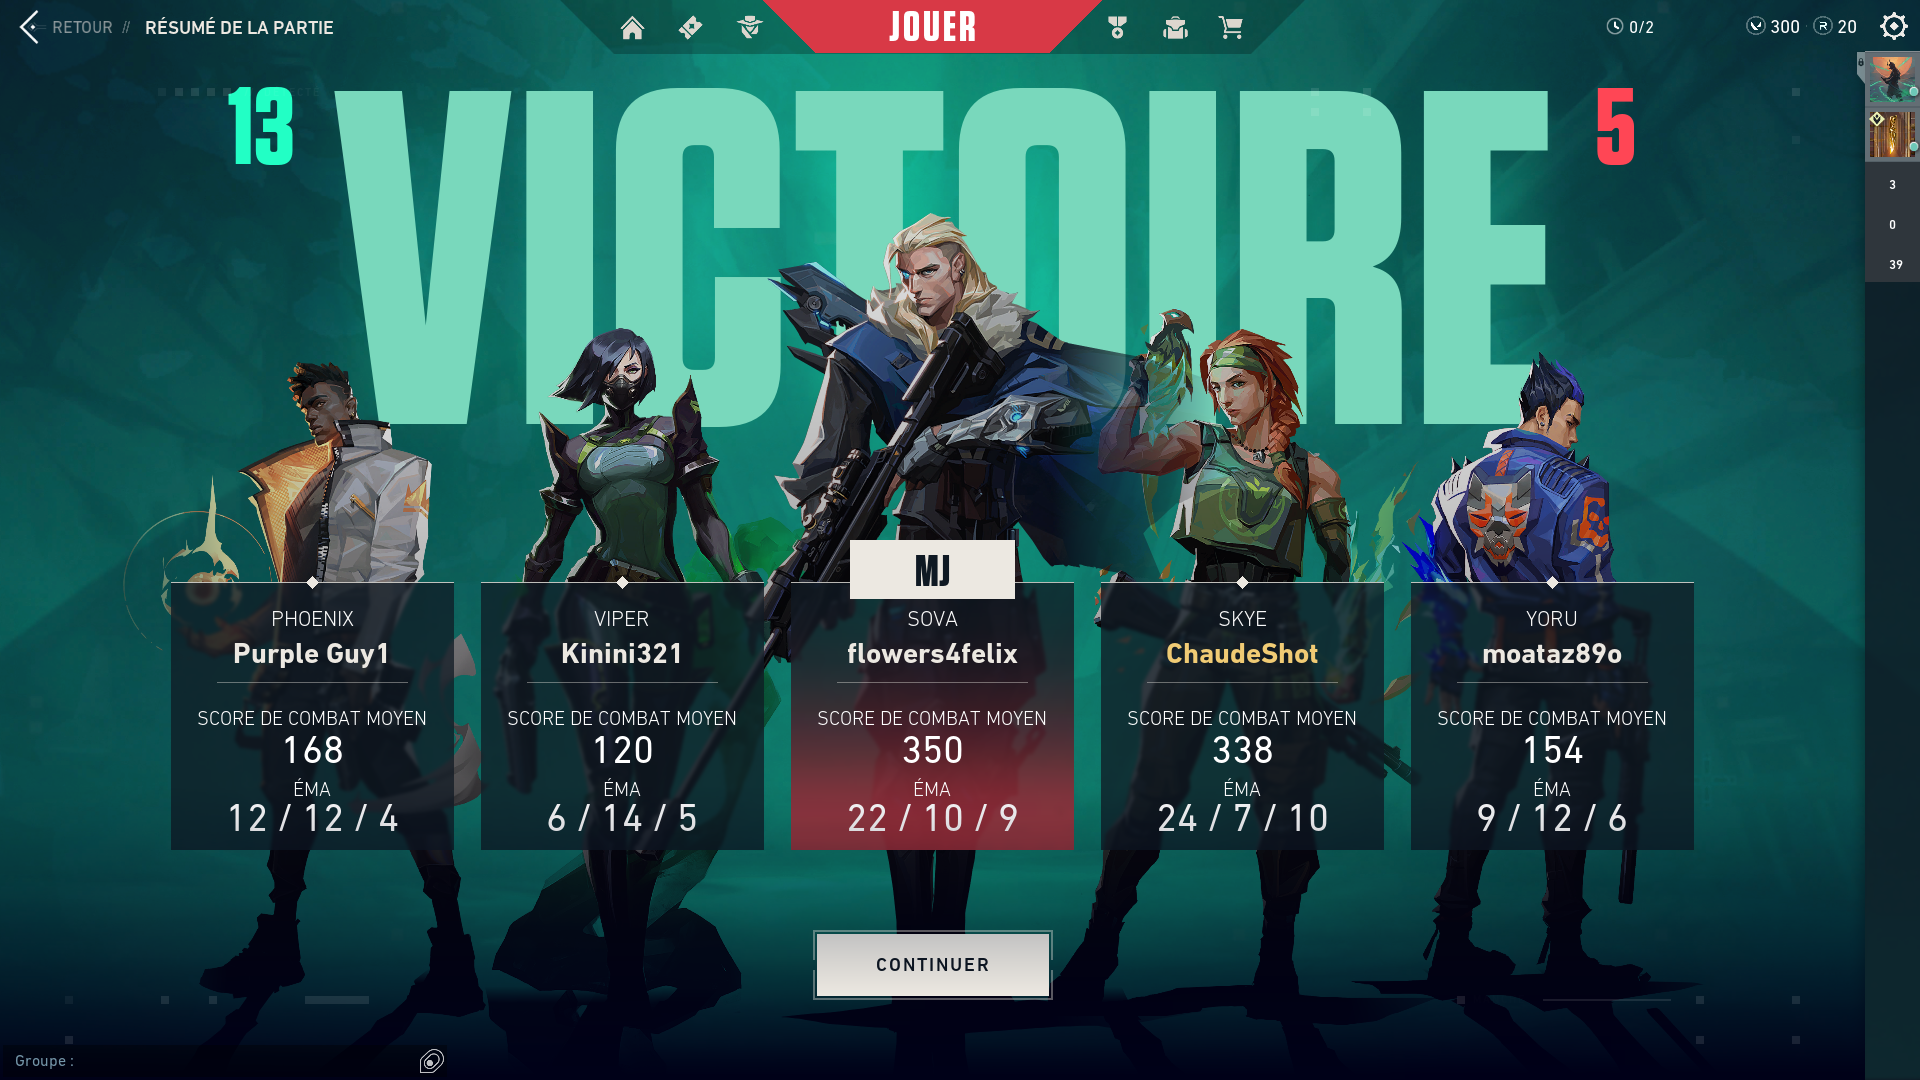 RETOUR // RÉSUMÉ DE LA PARTIE
JOUER
0/2
300
20
13
VICTOIRE
5
3
0
39
MJ
PHOENIX
Purple Guy1
SCORE DE COMBAT MOYEN
168
ÉMA
12 / 12 / 4
VIPER
Kinini321
SCORE DE COMBAT MOYEN
120
ÉMA
6 / 14 / 5
SOVA
flowers4felix
SCORE DE COMBAT MOYEN
350
ÉMA
22 / 10 / 9
SKYE
ChaudeShot
SCORE DE COMBAT MOYEN
338
ÉMA
24 / 7 / 10
YORU
moataz89o
SCORE DE COMBAT MOYEN
154
ÉMA
9 / 12 / 6
CONTINUER
Groupe :